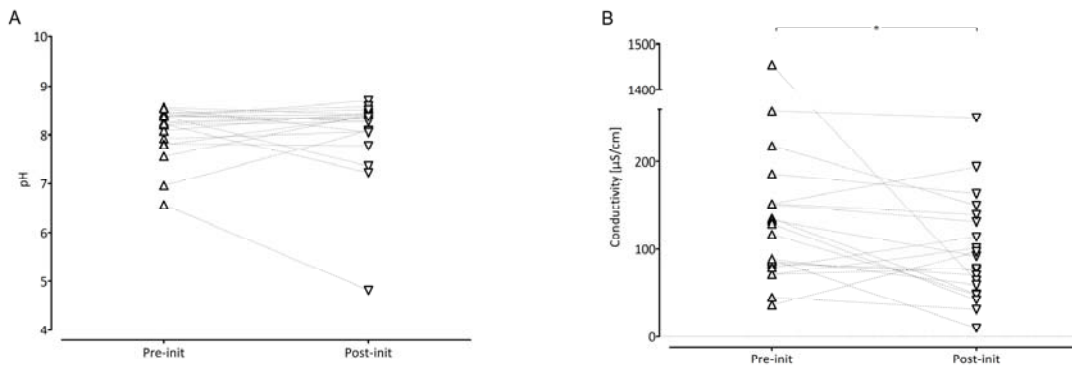 A
10
9
8
7
6
5
4
pH
Pre-init
Post-init
B
*
1500
1400
200
100
0
Conductivity [µS/cm]
Pre-init
Post-init